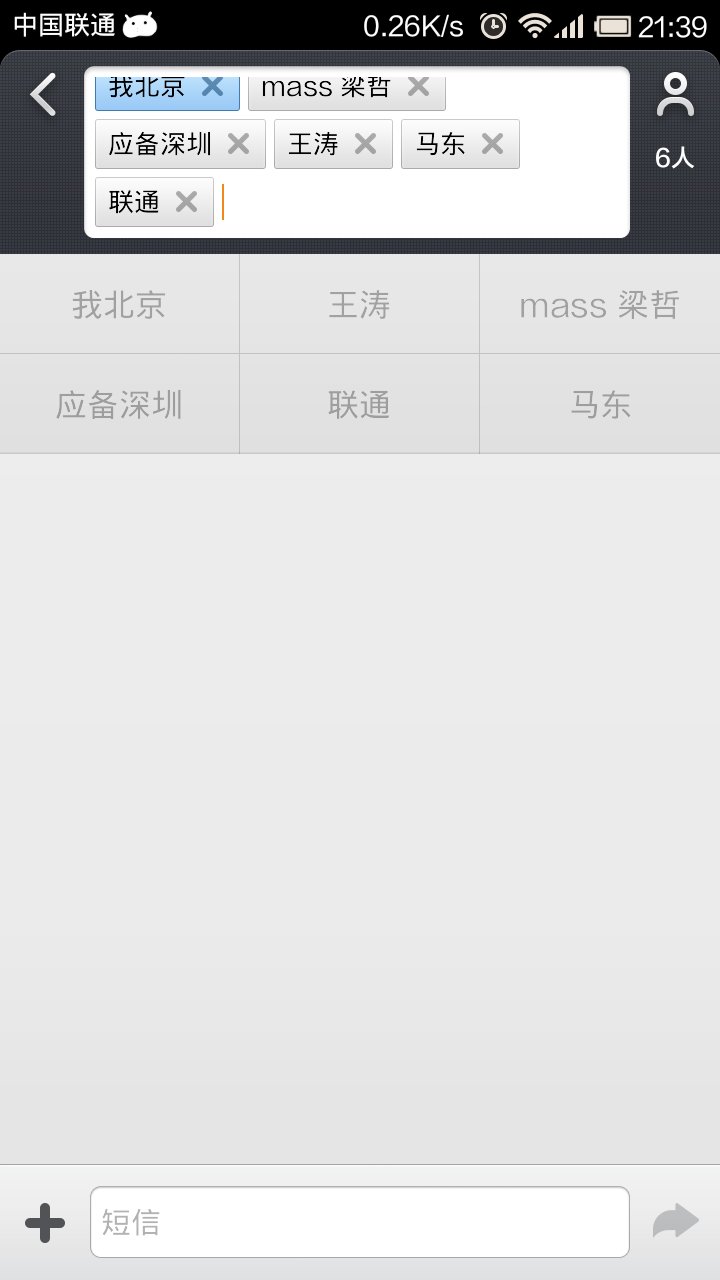 中国联通 0.26K/s 21:39
我北京 mass 梁哲
应备深圳 王涛 马东
联通
6人
我北京 王涛 mass 梁哲
应备深圳 联通 马东
短信